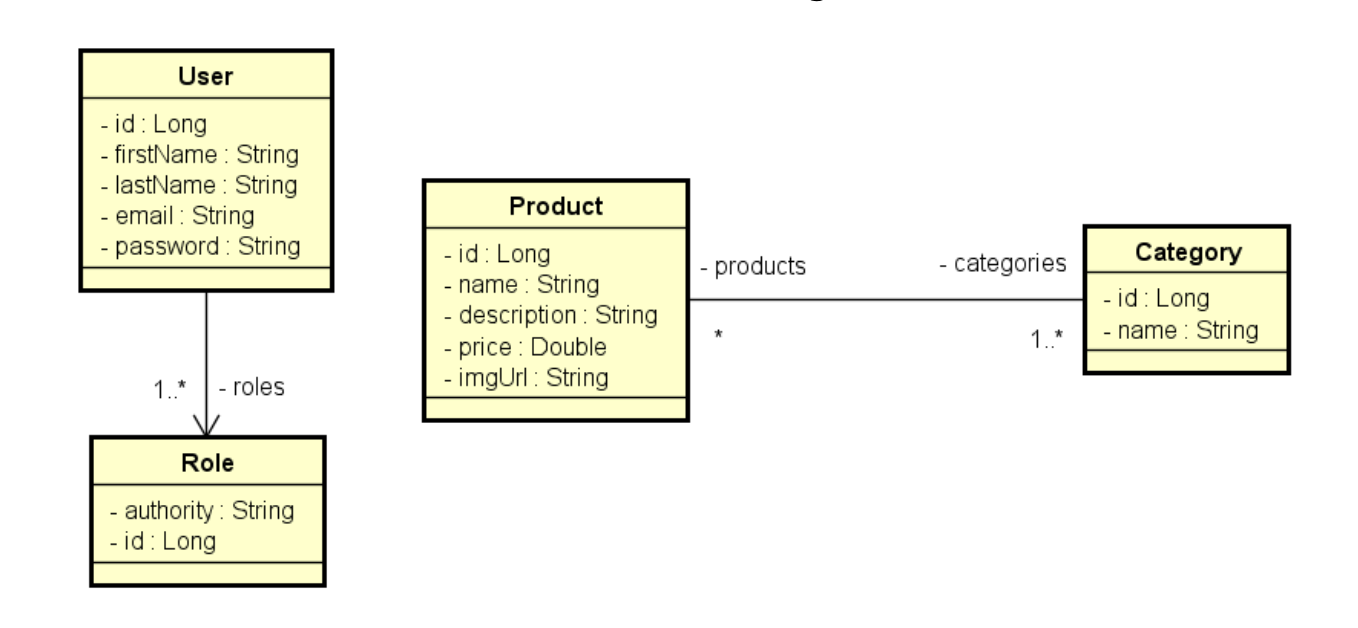 User
- id : Long
- firstName : String
- lastName : String
- email : String
- password : String
1..*
- roles
Role
- authority : String
- id : Long
Product
- id : Long
- name : String
- description : String
- price : Double
- imgUrl : String
- products
*
- categories
1..*
Category
- id : Long
- name : String